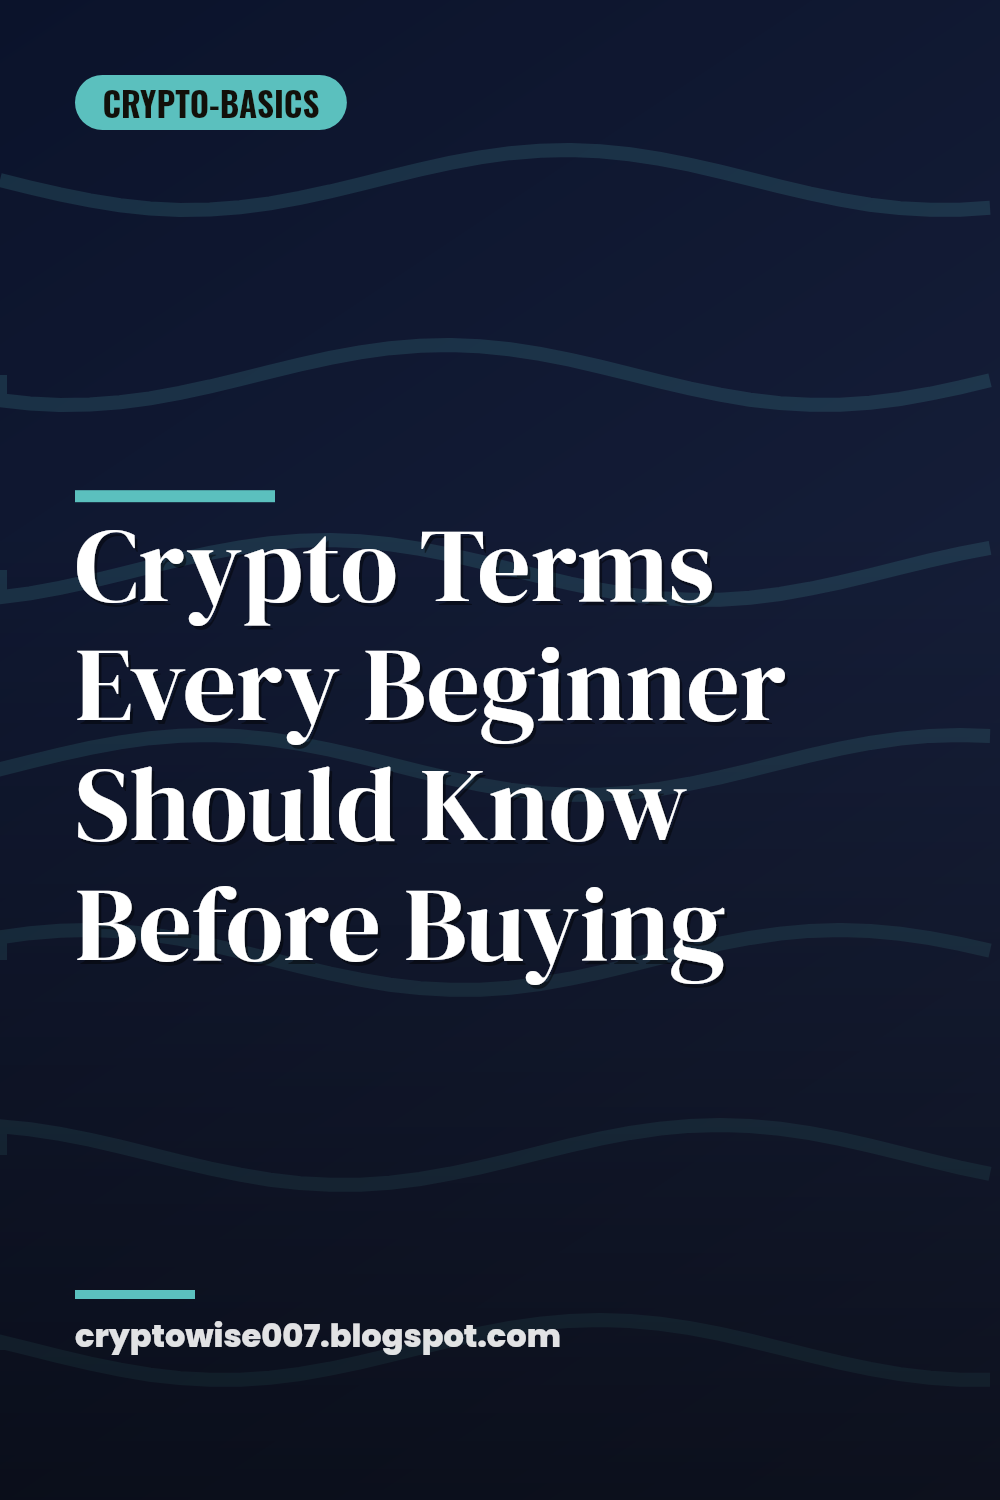 CRYPTO-BASICS
Crypto Terms
Every Beginner
Should Know
Before Buying
cryptowise007.blogspot.com